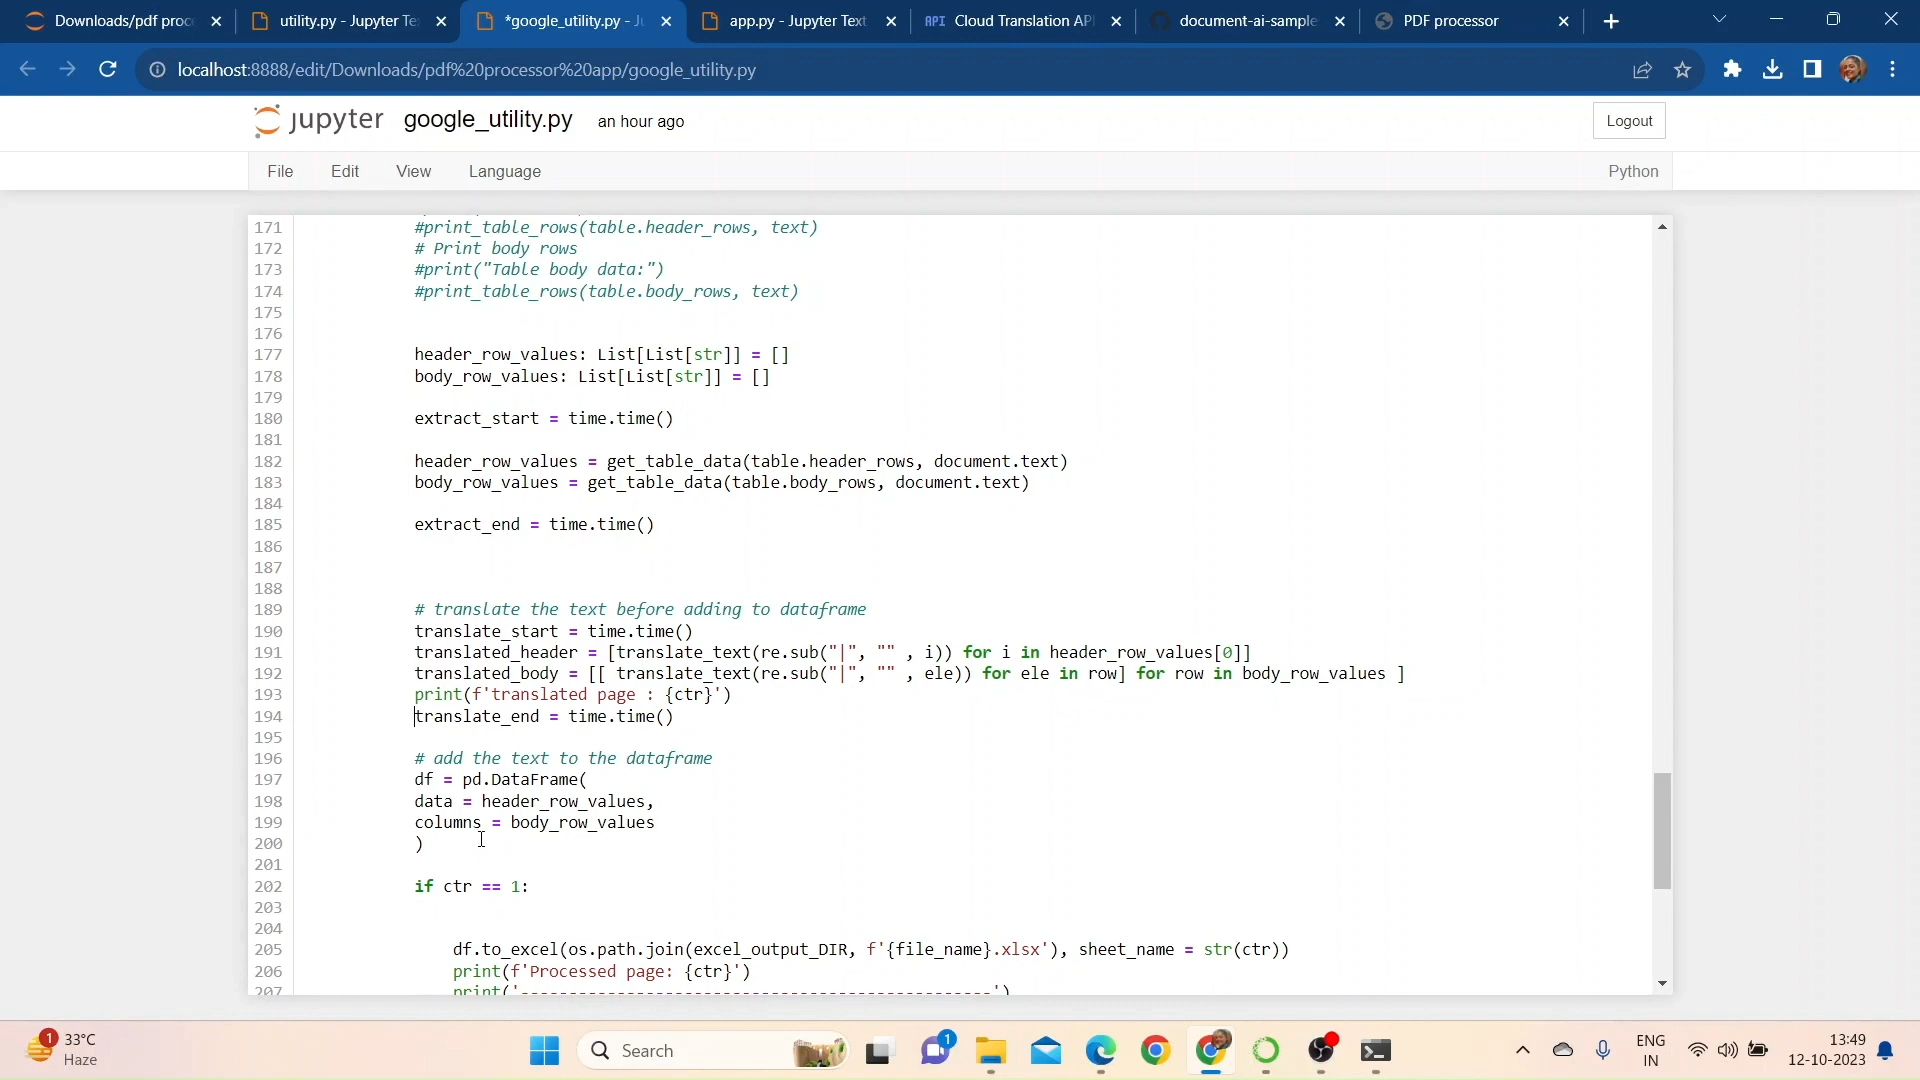 Downloads/pdf proc
utility.py - Jupyter Te
*google_utility.py - Ju
app.py - Jupyter Text
API Cloud Translation API
document-ai-sample
PDF processor
localhost:8888/edit/Downloads/pdf%20processor%20app/google_utility.py
jupyter google_utility.py an hour ago
Logout
File Edit View Language
Python
171 #print_table_rows(table.header_rows, text)
172 # Print body rows
173 #print("Table body data:")
174 #print_table_rows(table.body_rows, text)
175
176
177 header_row_values: List[List[str]] = []
178 body_row_values: List[List[str]] = []
179
180 extract_start = time.time()
181
182 header_row_values = get_table_data(table.header_rows, document.text)
183 body_row_values = get_table_data(table.body_rows, document.text)
184
185 extract_end = time.time()
186
187
188
189 # translate the text before adding to dataframe
190 translate_start = time.time()
191 translated_header = [translate_text(re.sub("|", "" , i)) for i in header_row_values[0]]
192 translated_body = [[ translate_text(re.sub("|", "" , ele)) for ele in row] for row in body_row_values ]
193 print(f'translated page : {ctr}')
194 translate_end = time.time()
195
196 # add the text to the dataframe
197 df = pd.DataFrame(
198 data = header_row_values,
199 columns = body_row_values
200 )
201
202 if ctr == 1:
203
204
205 df.to_excel(os.path.join(excel_output_DIR, f'{file_name}.xlsx'), sheet_name = str(ctr))
206 print(f'Processed page: {ctr}')
207 print('-------------------------------------------------')
1
33°C
Haze
Search
1
ENG
IN
13:49
12-10-2023